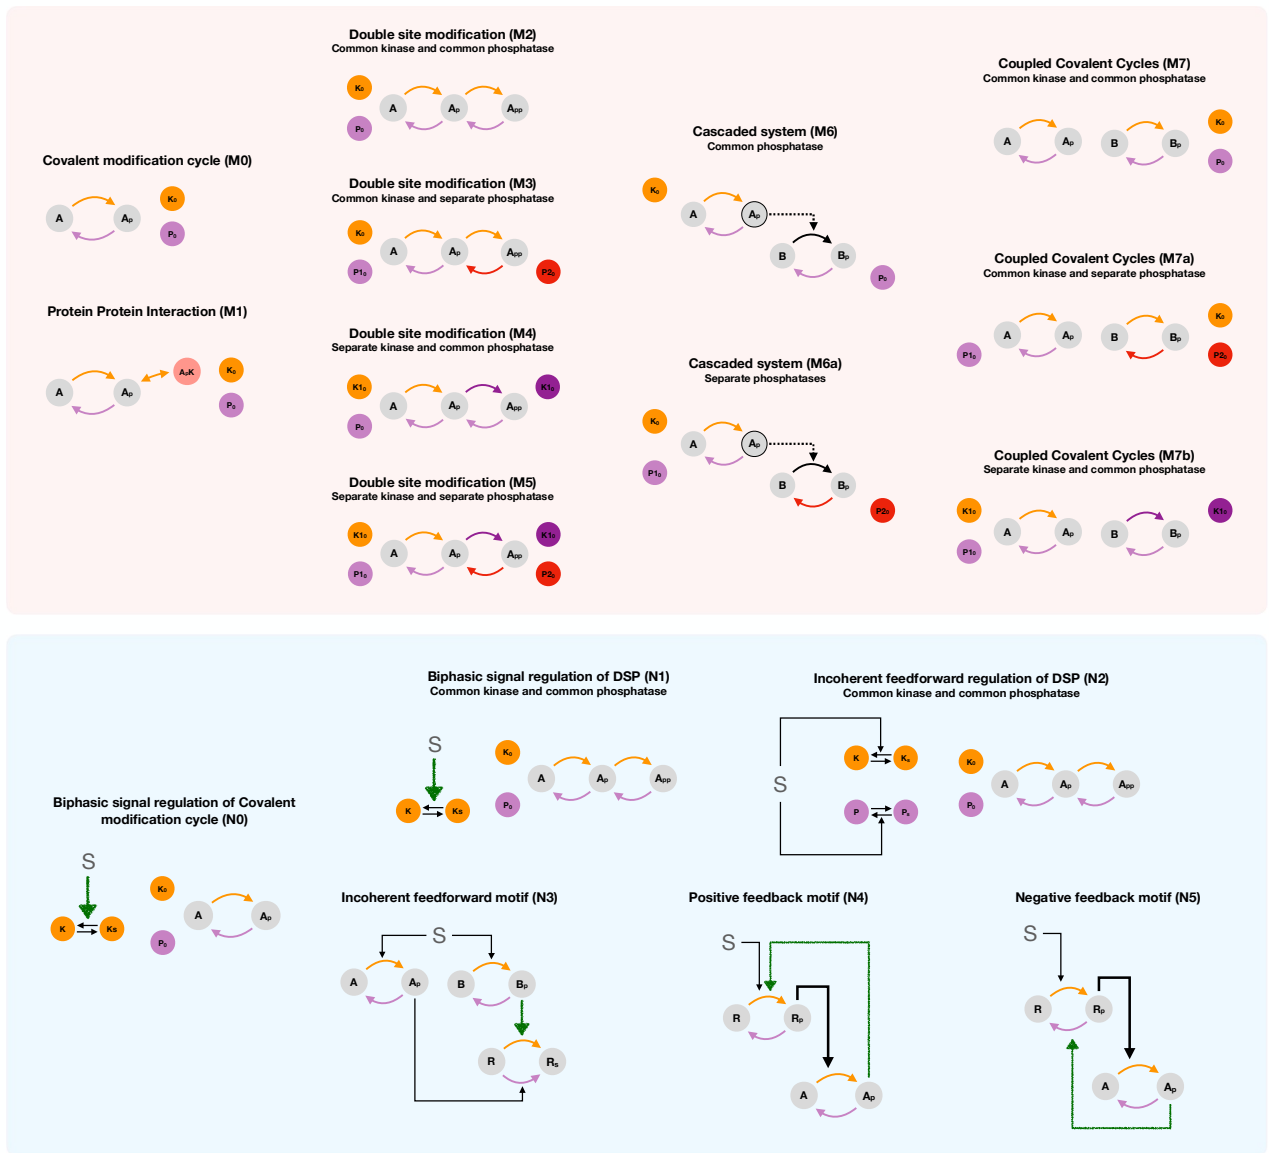 Covalent modification cycle (M0)
A
Ap
K₀
P₀
Protein Protein Interaction (M1)
A
Ap
ApK
K₀
P₀
Double site modification (M2)
Common kinase and common phosphatase
K₀
P₀
A
Ap
App
Double site modification (M3)
Common kinase and separate phosphatase
K₀
P1₀
A
Ap
App
P2₀
Double site modification (M4)
Separate kinase and common phosphatase
K1₀
P₀
A
Ap
App
K1₀
Double site modification (M5)
Separate kinase and separate phosphatase
K1₀
P1₀
A
Ap
App
K1₀
P2₀
Cascaded system (M6)
Common phosphatase
K₀
A
Ap
B
Bp
P₀
Cascaded system (M6a)
Separate phosphatases
K₀
P1₀
A
Ap
B
Bp
P2₀
Coupled Covalent Cycles (M7)
Common kinase and common phosphatase
A
Ap
B
Bp
K₀
P₀
Coupled Covalent Cycles (M7a)
Common kinase and separate phosphatase
P1₀
A
Ap
B
Bp
K₀
P2₀
Coupled Covalent Cycles (M7b)
Separate kinase and common phosphatase
K1₀
P1₀
A
Ap
B
Bp
K1₀
Biphasic signal regulation of Covalent
modification cycle (N0)
S
K
Ks
K₀
P₀
A
Ap
Biphasic signal regulation of DSP (N1)
Common kinase and common phosphatase
S
K
Ks
K₀
P₀
A
Ap
App
Incoherent feedforward regulation of DSP (N2)
Common kinase and common phosphatase
S
K
Ks
P
Ps
K₀
P₀
A
Ap
App
Incoherent feedforward motif (N3)
S
A
Ap
B
Bp
R
Rs
Positive feedback motif (N4)
S
R
Rp
A
Ap
Negative feedback motif (N5)
S
R
Rp
A
Ap